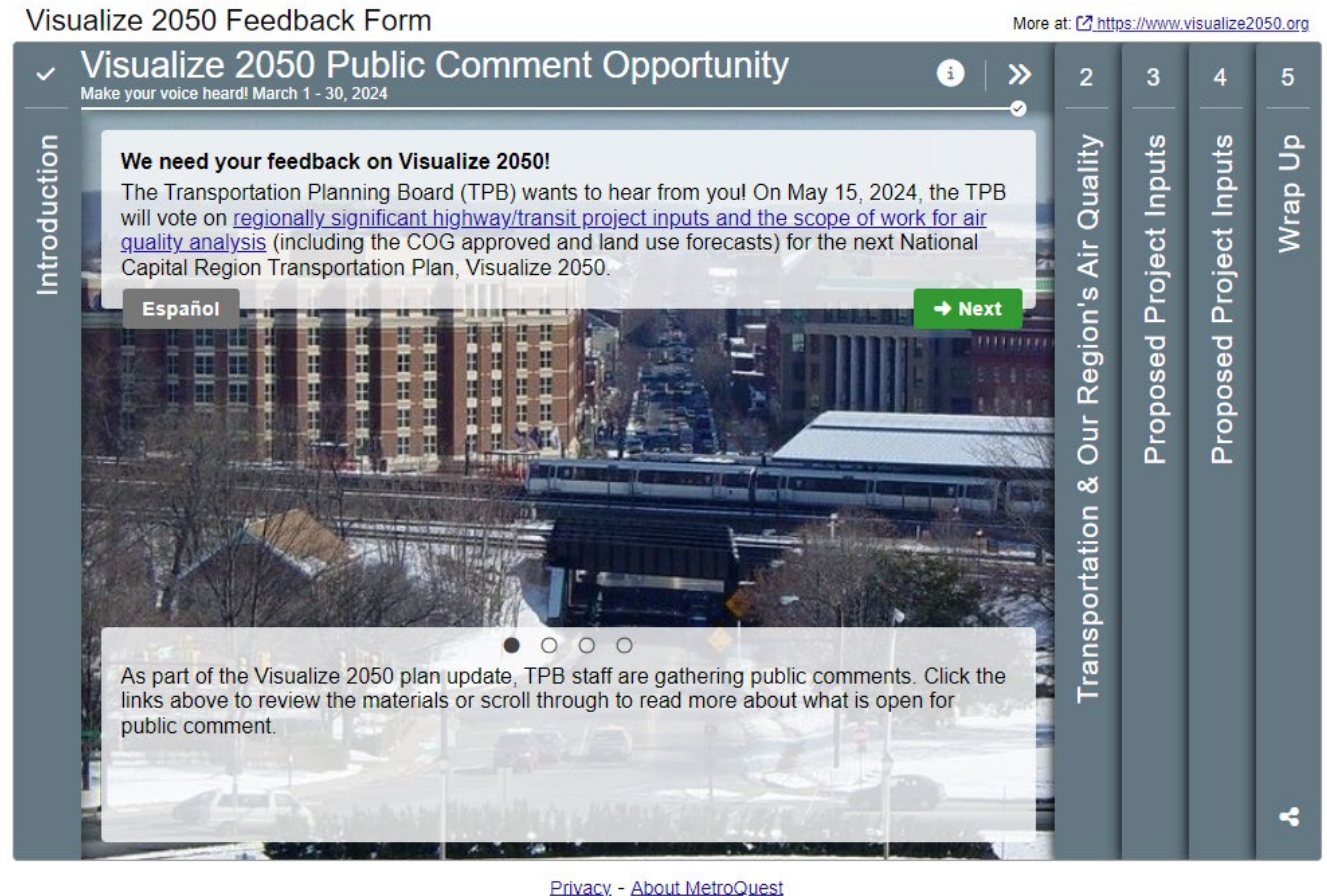 Visualize 2050 Feedback Form
More at: https://www.visualize2050.org
Introduction
Visualize 2050 Public Comment Opportunity
Make your voice heard! March 1 - 30, 2024
We need your feedback on Visualize 2050!
The Transportation Planning Board (TPB) wants to hear from you! On May 15, 2024, the TPB
will vote on regionally significant highway/transit project inputs and the scope of work for air
quality analysis (including the COG approved and land use forecasts) for the next National
Capital Region Transportation Plan, Visualize 2050.
Español
Next
As part of the Visualize 2050 plan update, TPB staff are gathering public comments. Click the
links above to review the materials or scroll through to read more about what is open for
public comment.
2
Transportation & Our Region's Air Quality
3
Proposed Project Inputs
4
Proposed Project Inputs
5
Wrap Up
Privacy - About MetroQuest